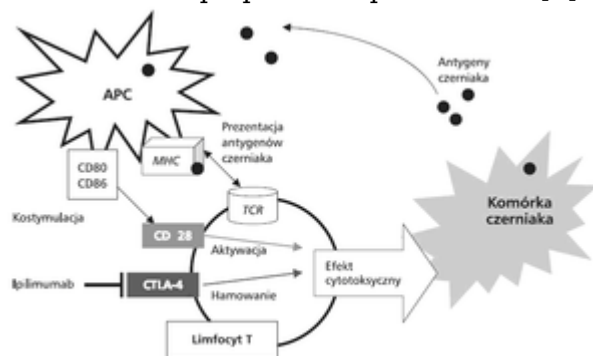 Antygeny
czerniaka
APC
Prezentacja
antygenów
czerniaka
MHC
CD80
CD86
TCR
Komórka
czerniaka
Kostymulacja
CD 28
Aktywacja
Efekt
cytotoksyczny
Ipilimumab
CTLA-4
Hamowanie
Limfocyt T